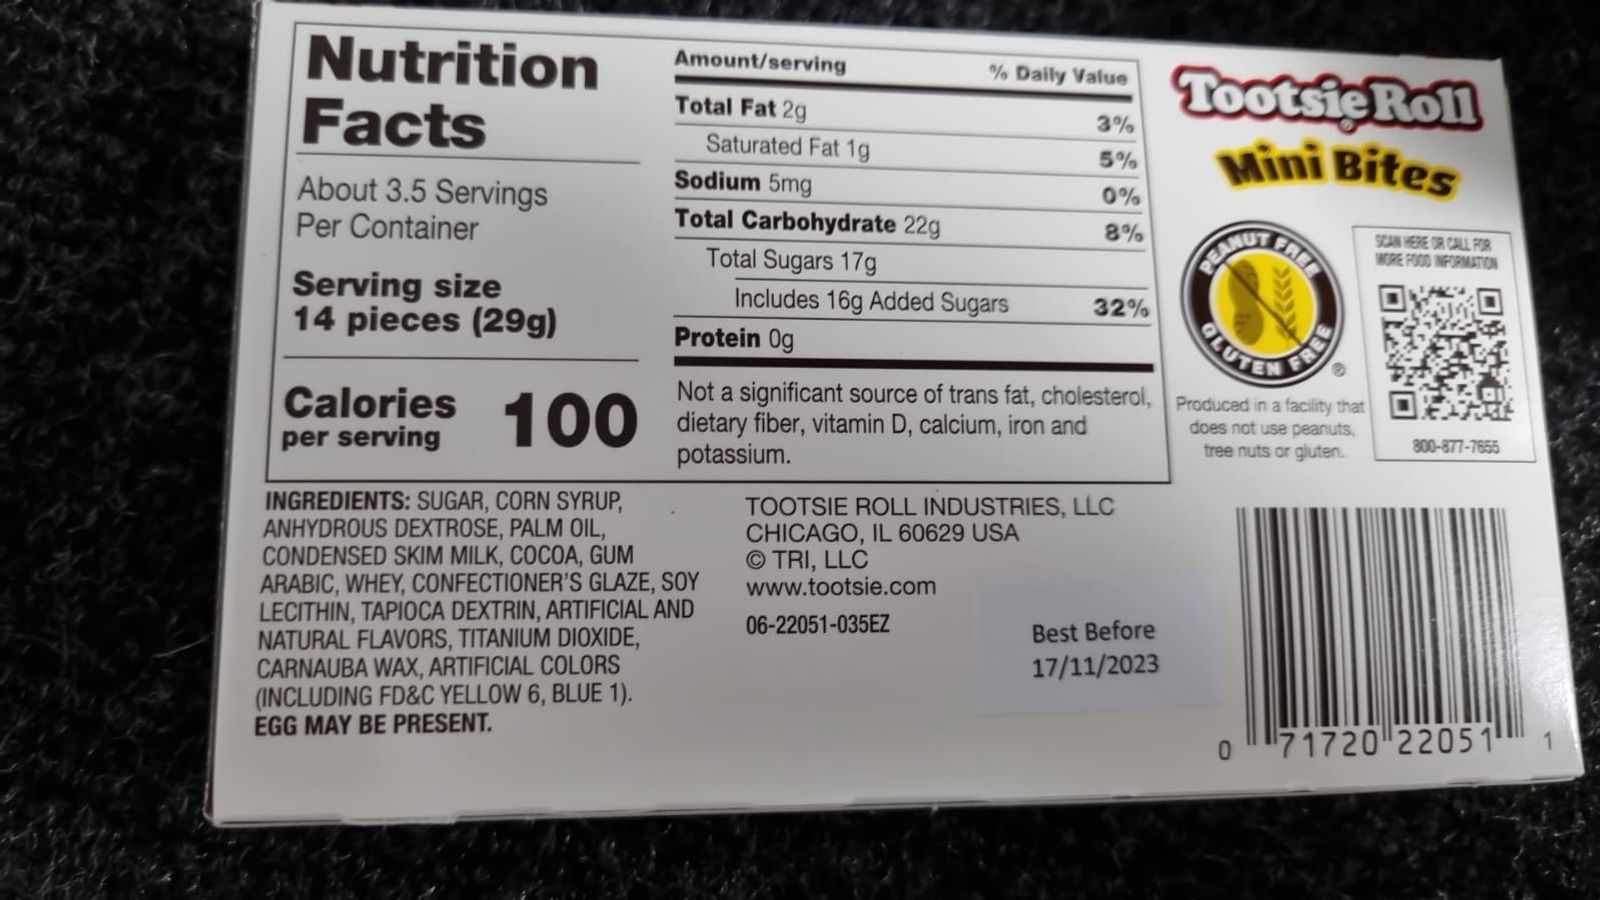 Nutrition
Facts
About 3.5 Servings
Per Container
Serving size
14 pieces (29g)
Calories
per serving
100
Amount/serving % Daily Value
Total Fat 2g 3%
Saturated Fat 1g 5%
Sodium 5mg 0%
Total Carbohydrate 22g 8%
Total Sugars 17g
Includes 16g Added Sugars 32%
Protein 0g
Not a significant source of trans fat, cholesterol,
dietary fiber, vitamin D, calcium, iron and
potassium.
Tootsie Roll®
Mini Bites
PEANUT FREE
GLUTEN FREE
®
Produced in a facility that
does not use peanuts,
tree nuts or gluten.
SCAN HERE OR CALL FOR
MORE FOOD INFORMATION
800-877-7655
INGREDIENTS: SUGAR, CORN SYRUP,
ANHYDROUS DEXTROSE, PALM OIL,
CONDENSED SKIM MILK, COCOA, GUM
ARABIC, WHEY, CONFECTIONER'S GLAZE, SOY
LECITHIN, TAPIOCA DEXTRIN, ARTIFICIAL AND
NATURAL FLAVORS, TITANIUM DIOXIDE,
CARNAUBA WAX, ARTIFICIAL COLORS
(INCLUDING FD&C YELLOW 6, BLUE 1).
EGG MAY BE PRESENT.
TOOTSIE ROLL INDUSTRIES, LLC
CHICAGO, IL 60629 USA
© TRI, LLC
www.tootsie.com
06-22051-035EZ
Best Before
17/11/2023
0 71720 22051 1